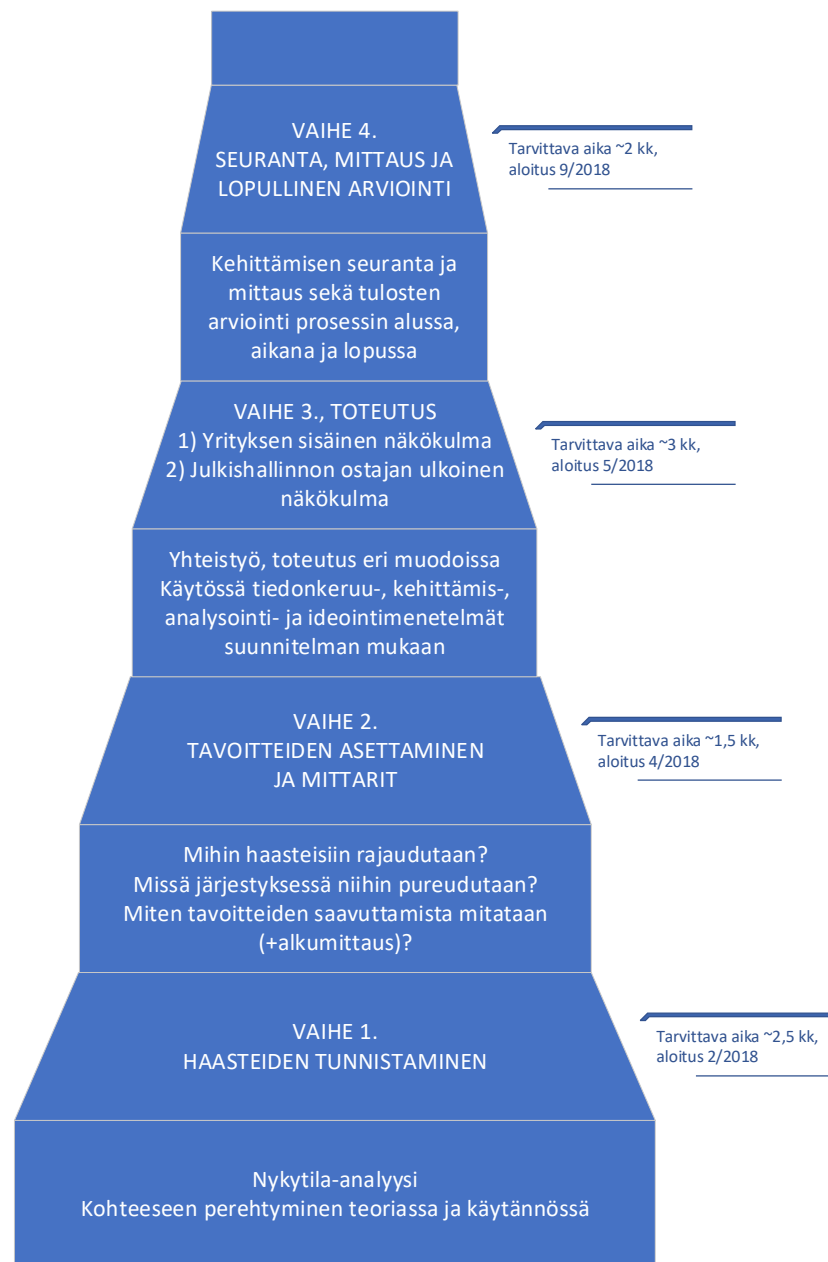 VAIHE 4.
SEURANTA, MITTAUS JA
LOPULLINEN ARVIOINTI
Tarvittava aika ~2 kk,
aloitus 9/2018
Kehittämisen seuranta ja
mittaus sekä tulosten
arviointi prosessin alussa,
aikana ja lopussa
VAIHE 3., TOTEUTUS
1) Yrityksen sisäinen näkökulma
2) Julkishallinnon ostajan ulkoinen
näkökulma
Tarvittava aika ~3 kk,
aloitus 5/2018
Yhteistyö, toteutus eri muodoissa
Käytössä tiedonkeruu-, kehittämis-,
analysointi- ja ideointimenetelmät
suunnitelman mukaan
VAIHE 2.
TAVOITTEIDEN ASETTAMINEN
JA MITTARIT
Tarvittava aika ~1,5 kk,
aloitus 4/2018
Mihin haasteisiin rajaudutaan?
Missä järjestyksessä niihin pureudutaan?
Miten tavoitteiden saavuttamista mitataan
(+alkumittaus)?
VAIHE 1.
HAASTEIDEN TUNNISTAMINEN
Tarvittava aika ~2,5 kk,
aloitus 2/2018
Nykytila-analyysi
Kohteeseen perehtyminen teoriassa ja käytännössä